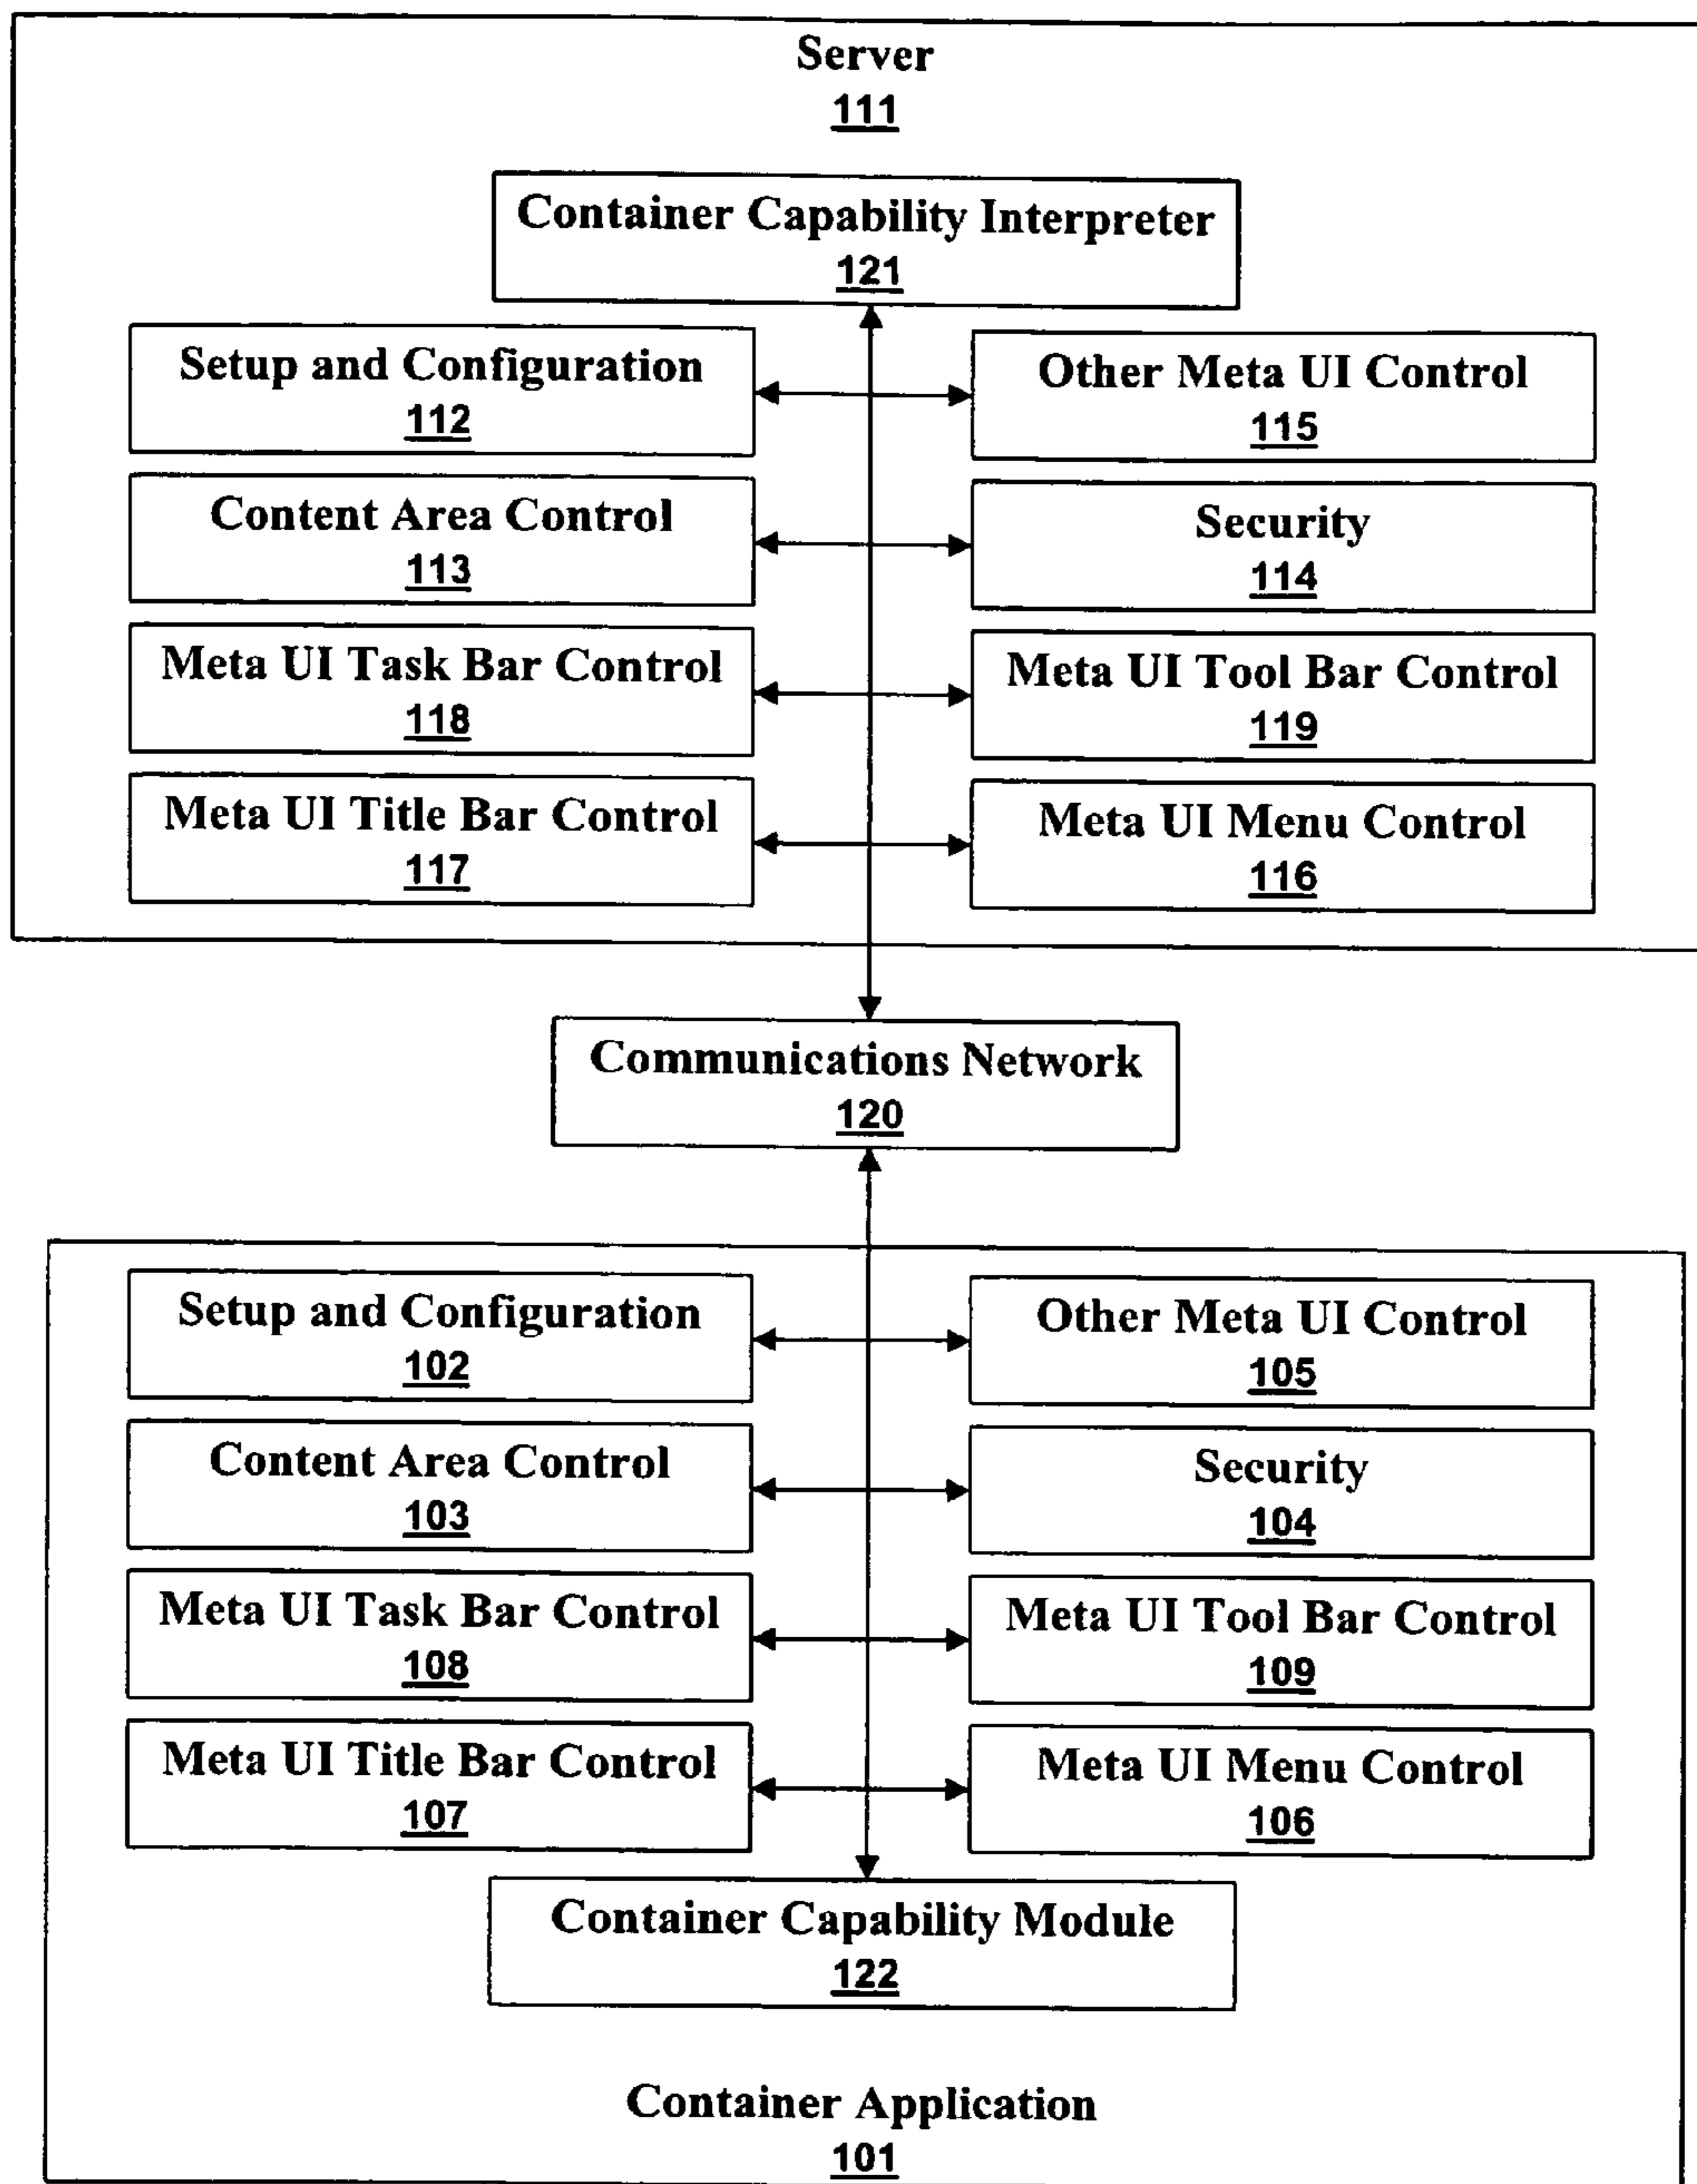 Server
111
Container Capability Interpreter
121
Setup and Configuration
112
Other Meta UI Control
115
Content Area Control
113
Security
114
Meta UI Task Bar Control
118
Meta UI Tool Bar Control
119
Meta UI Title Bar Control
117
Meta UI Menu Control
116
Communications Network
120
Setup and Configuration
102
Other Meta UI Control
105
Content Area Control
103
Security
104
Meta UI Task Bar Control
108
Meta UI Tool Bar Control
109
Meta UI Title Bar Control
107
Meta UI Menu Control
106
Container Capability Module
122
Container Application
101